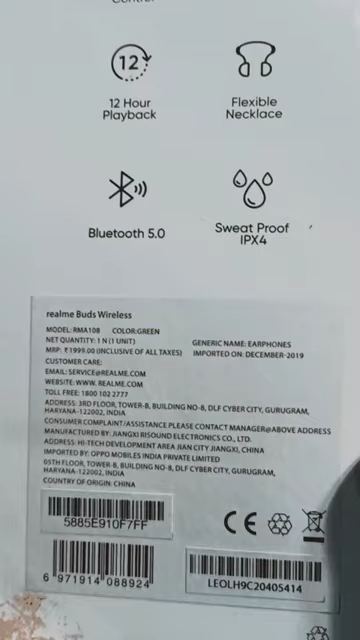 12
12 Hour
Playback
Flexible
Necklace
Bluetooth 5.0
Sweat Proof
IPX4
realme Buds Wireless
MODEL: RMA108 COLOR:GREEN
NET QUANTITY: 1 N (1 UNIT) GENERIC NAME: EARPHONES
MRP: ₹1999.00 (INCLUSIVE OF ALL TAXES) IMPORTED ON: DECEMBER-2019
CUSTOMER CARE:
EMAIL: SERVICE@REALME.COM
WEBSITE: WWW. REALME.COM
TOLL FREE: 1800 102 2777
ADDRESS: 3RD FLOOR, TOWER-B, BUILDING NO-8, DLF CYBER CITY, GURUGRAM,
HARYANA-122002, INDIA
CONSUMER COMPLAINT/ASSISTANCE PLEASE CONTACT MANAGER@ABOVE ADDRESS
MANUFACTURED BY: JIANGXI RISOUND ELECTRONICS CO., LTD.
ADDRESS: HI-TECH DEVELOPMENT AREA JIAN CITY JIANGXI, CHINA
IMPORTED BY: OPPO MOBILES INDIA PRIVATE LIMITED
05TH FLOOR, TOWER-B, BUILDING NO-8, DLF CYBER CITY, GURUGRAM,
HARYANA-122002, INDIA
COUNTRY OF ORIGIN: CHINA
5885E910F7FF
CE
6 971914 088924
LEOLH9C20405414